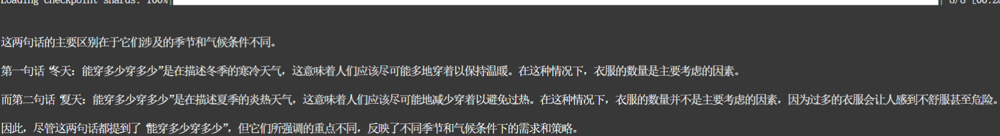 Loading checkpoint shards: 100%| | 8/8 [00:28
这两句话的主要区别在于它们涉及的季节和气候条件不同。
第一句话“冬天：能穿多少穿多少”是在描述冬季的寒冷天气，这意味着人们应该尽可能多地穿着以保持温暖。在这种情况下，衣服的数量是主要考虑的因素。
而第二句话“夏天：能穿多少穿多少”是在描述夏季的炎热天气，这意味着人们应该尽可能地减少穿着以避免过热。在这种情况下，衣服的数量并不是主要考虑的因素，因为过多的衣服会让人感到不舒服甚至危险。
因此，尽管这两句话都提到了“能穿多少穿多少”，但它们所强调的重点不同，反映了不同季节和气候条件下的需求和策略。